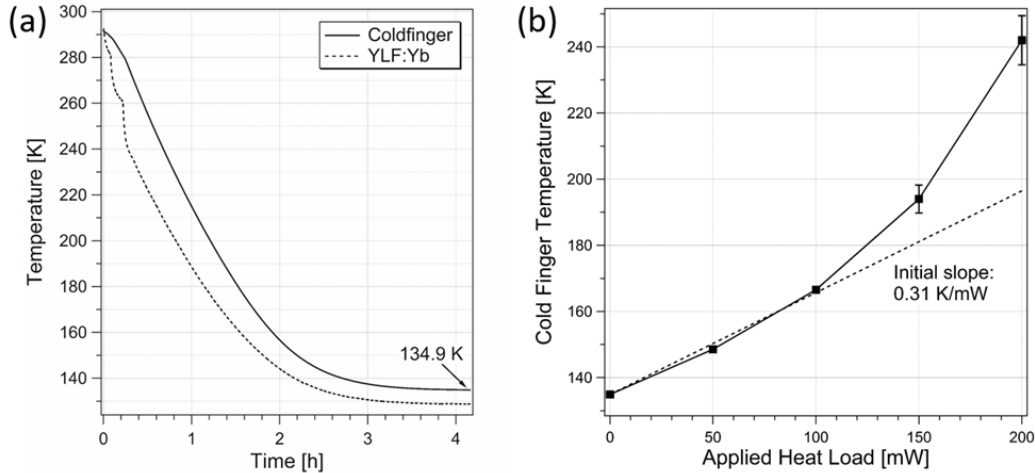 (a)
300
280
260
240
220
200
180
160
140
Temperature [K]
0
1
2
3
4
Time [h]
Coldfinger
YLF:Yb
134.9 K
(b)
240
220
200
180
160
140
Cold Finger Temperature [K]
0
50
100
150
200
Applied Heat Load [mW]
Initial slope:
0.31 K/mW